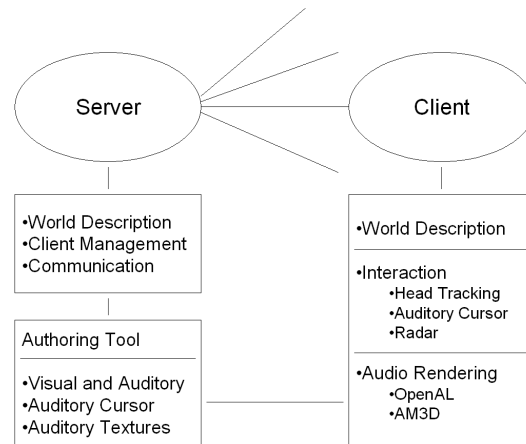 Server
Client
•World Description
•Client Management
•Communication
Authoring Tool
•Visual and Auditory
•Auditory Cursor
•Auditory Textures
•World Description
•Interaction
•Head Tracking
•Auditory Cursor
•Radar
•Audio Rendering
•OpenAL
•AM3D